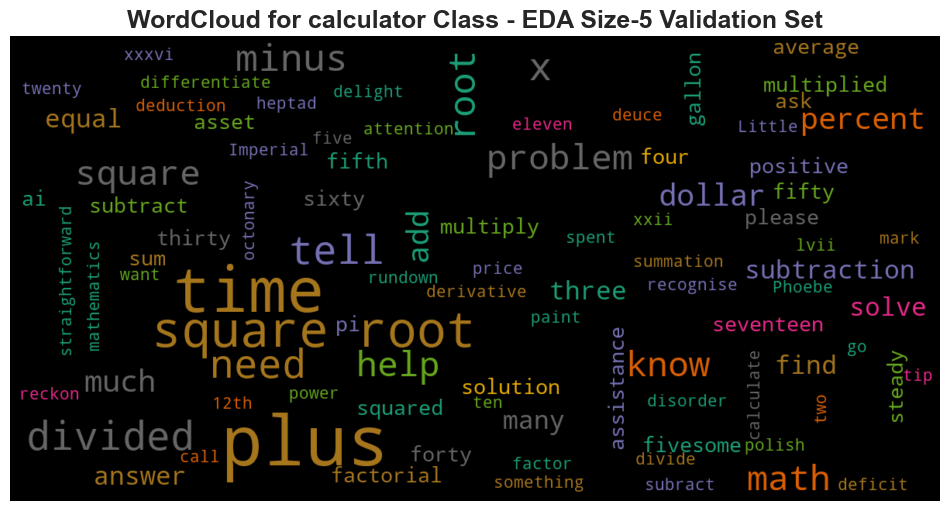 WordCloud for calculator Class - EDA Size-5 Validation Set
xxxvi
minus
root
x
average
twenty
differentiate
delight
gallon
multiplied
deduction
heptad
ask
equal
asset
five
attention
eleven
deuce
Little
percent
Imperial
fifth
problem
four
positive
square
ai
subtract
octonary
sixty
dollar
fifty
add
multiply
xxii
please
thirty
tell
spent
lvii
mark
straightforward
mathematics
sum
want
time
rundown
price
summation
subtraction
derivative
three
recognise
Phoebe
square root
pi
paint
seventeen
solve
need
help
assistance
know
calculate
find
go
steady
tip
much
reckon
12th
power
squared
solution
ten
many
disorder
two
divided
plus
call
forty
fivesome
polish
answer
factorial
factor
something
divide
subract
math
deficit